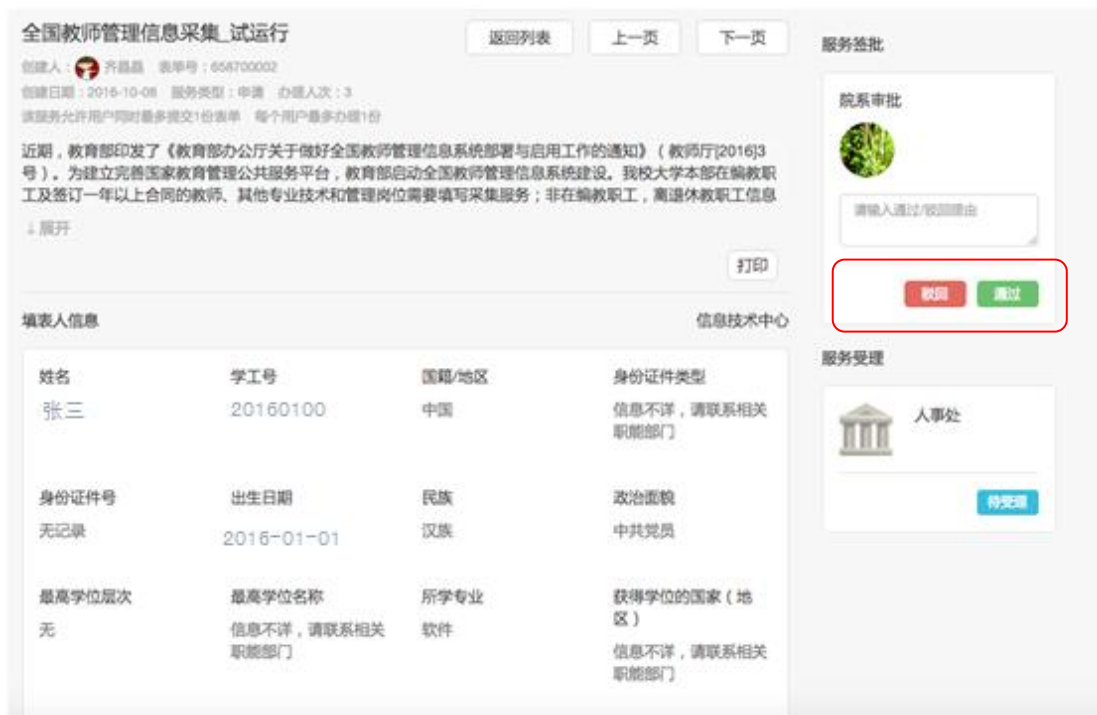 全国教师管理信息采集_试运行
返回列表
上一页
下一页
创建人：齐昌昌 表单号：658700002
创建日期：2016-10-08 服务类型：申请 办理人次：3
该服务允许用户同时最多提交1份表单 每个用户最多办理1份
近期，教育部印发了《教育部办公厅关于做好全国教师管理信息系统部署与启用工作的通知》（教师厅[2016]3
号）。为建立完善国家教育管理公共服务平台，教育部启动全国教师管理信息系统建设。我校大学本部在编教职
工及签订一年以上合同的教师、其他专业技术和管理岗位需要填写采集服务；非在编教职工，离退休教职工信息
↓展开
打印
填表人信息
信息技术中心
姓名
学工号
国籍/地区
身份证件类型
张三
20160100
中国
信息不详，请联系相关
职能部门
身份证件号
出生日期
民族
政治面貌
无记录
2016-01-01
汉族
中共党员
最高学位层次
最高学位名称
所学专业
获得学位的国家（地
区）
无
信息不详，请联系相关
职能部门
软件
信息不详，请联系相关
职能部门
服务签批
院系审批
请输入通过/驳回理由
驳回
通过
服务受理
人事处
待受理